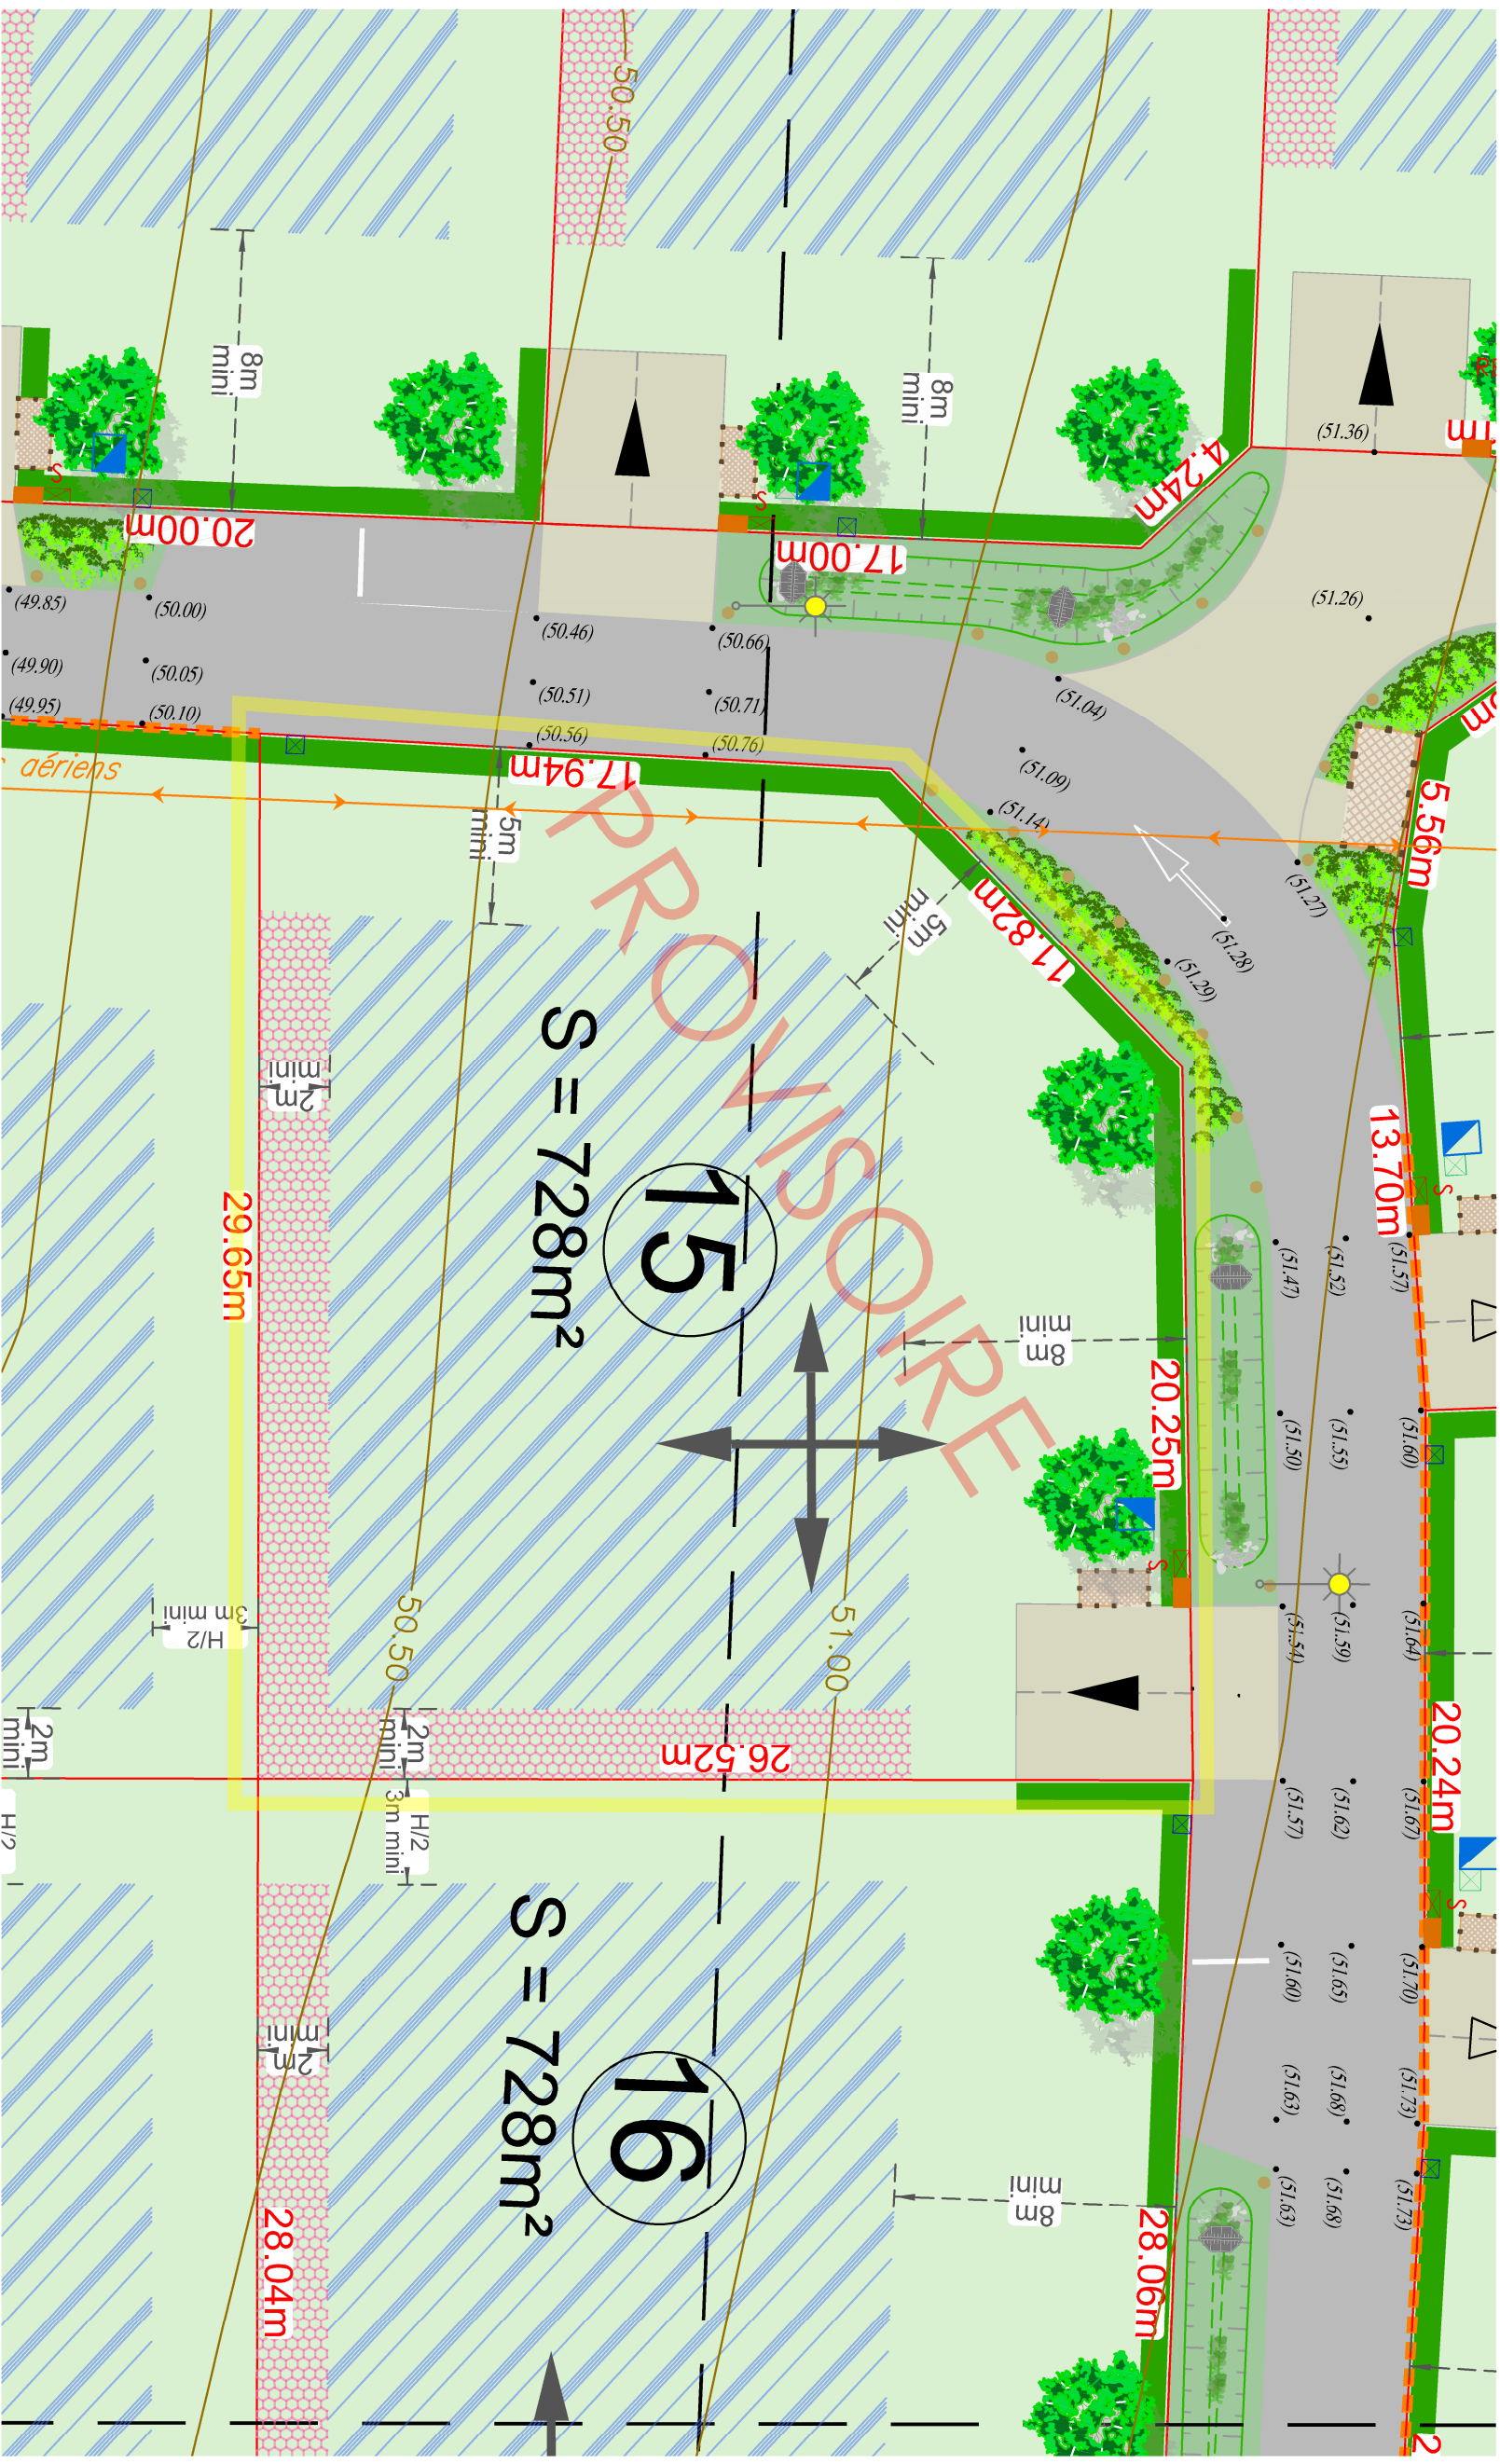 50.50
8m
mini
8m
mini
(51.36)
4.24m
S
S
20.00m
17.00m
(51.26)
(49.85)
(50.00)
(50.46)
(50.66)
(49.90)
(50.05)
(50.51)
(50.71)
(51.04)
(49.95)
(50.10)
(50.56)
(50.76)
(51.09)
aériens
17.94m
5m
mini
(51.14)
5.56m
(51.27)
11.82m
5m
mini
(51.28)
(51.29)
PROVISOIRE
S = 728m²
15
2m
mini
13.70m
S
29.65m
(51.47)
(51.52)
(51.57)
8m
mini
20.25m
(51.50)
(51.55)
(51.60)
S
H/2
3m mini
50.50
51.00
(51.54)
(51.59)
(51.64)
2m
mini
2m
mini
26.52m
20.24m
H/2
H/2
3m mini
(51.57)
(51.62)
(51.67)
S
S = 728m²
16
(51.60)
(51.65)
(51.70)
2m
mini
(51.63)
(51.68)
(51.73)
8m
mini
(51.63)
(51.68)
(51.73)
28.04m
28.06m